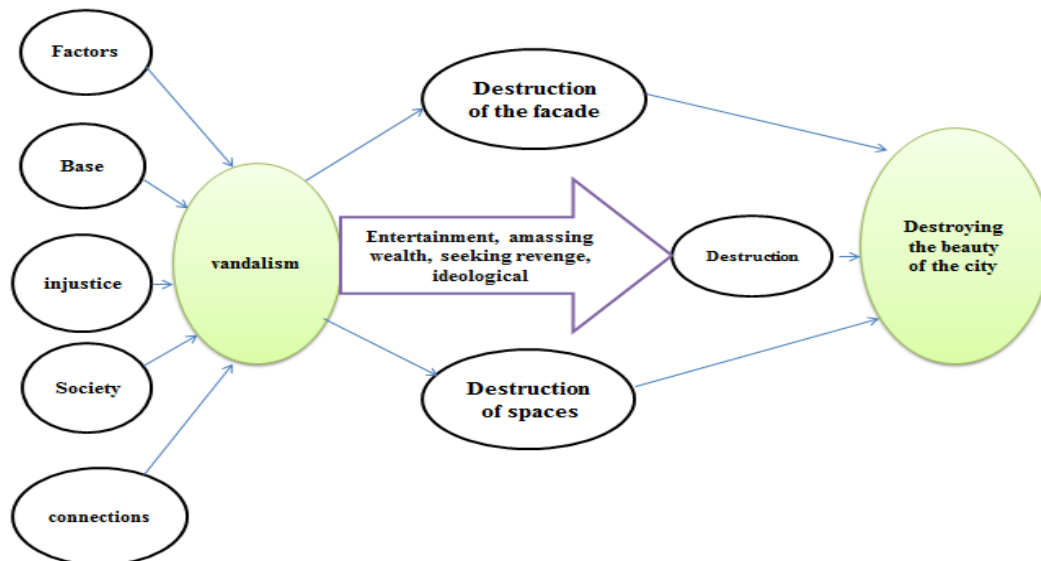 Factors
Base
injustice
Society
connections
vandalism
Destruction
of the facade
Entertainment, amassing
wealth, seeking revenge,
ideological
Destruction
Destruction
of spaces
Destroying
the beauty
of the city